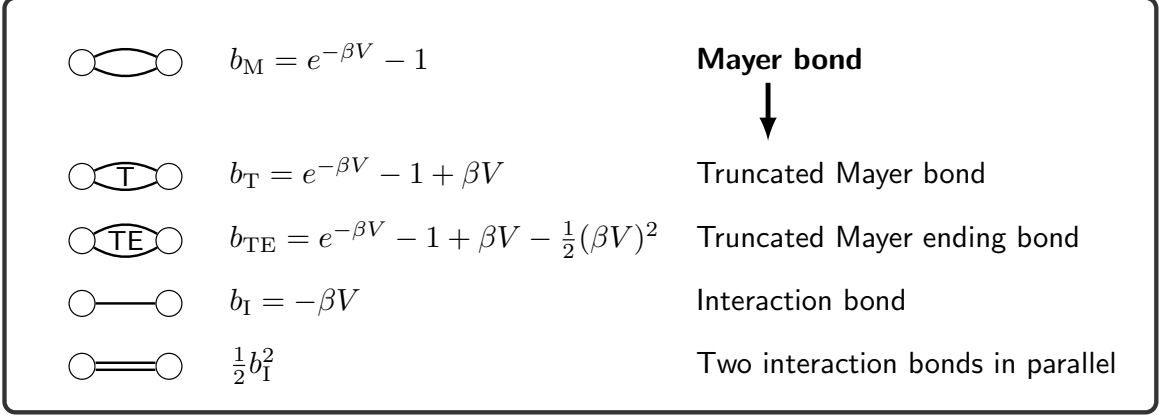 b_M = e^{-βV} − 1 Mayer bond
T b_T = e^{-βV} − 1 + βV Truncated Mayer bond
TE b_TE = e^{-βV} − 1 + βV − ½(βV)² Truncated Mayer ending bond
b_I = −βV Interaction bond
½b_I² Two interaction bonds in parallel